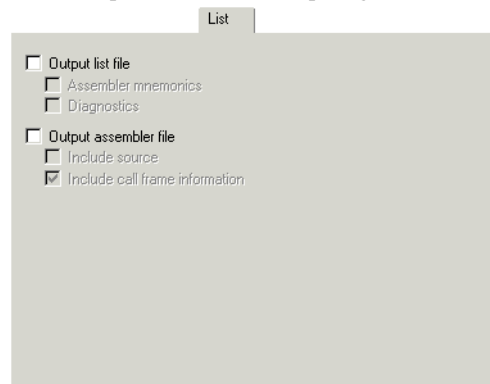 List
Output list file
Assembler mnemonics
Diagnostics
Output assembler file
Include source
Include call frame information